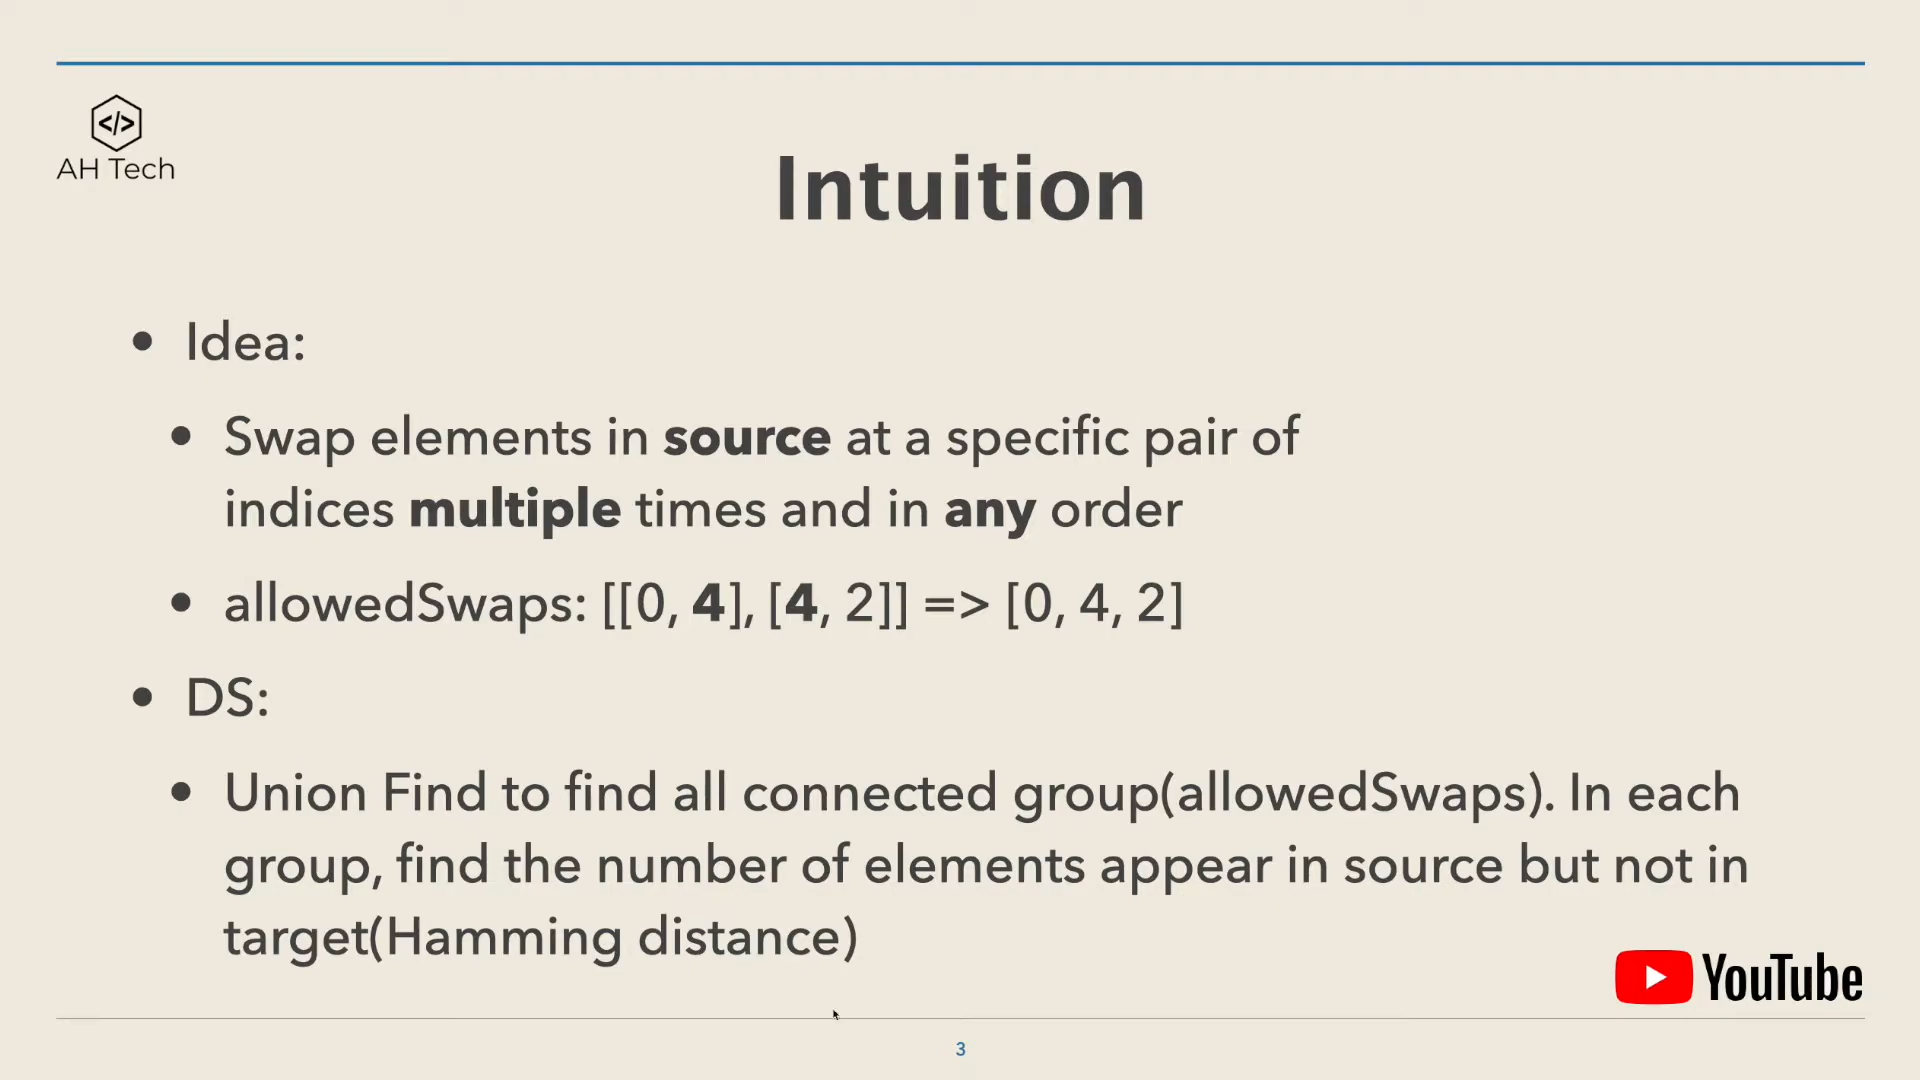 </>
AH Tech
Intuition
• Idea:
• Swap elements in source at a specific pair of
indices multiple times and in any order
• allowedSwaps: [[0, 4], [4, 2]] => [0, 4, 2]
• DS:
• Union Find to find all connected group(allowedSwaps). In each
group, find the number of elements appear in source but not in
target(Hamming distance)
YouTube
3